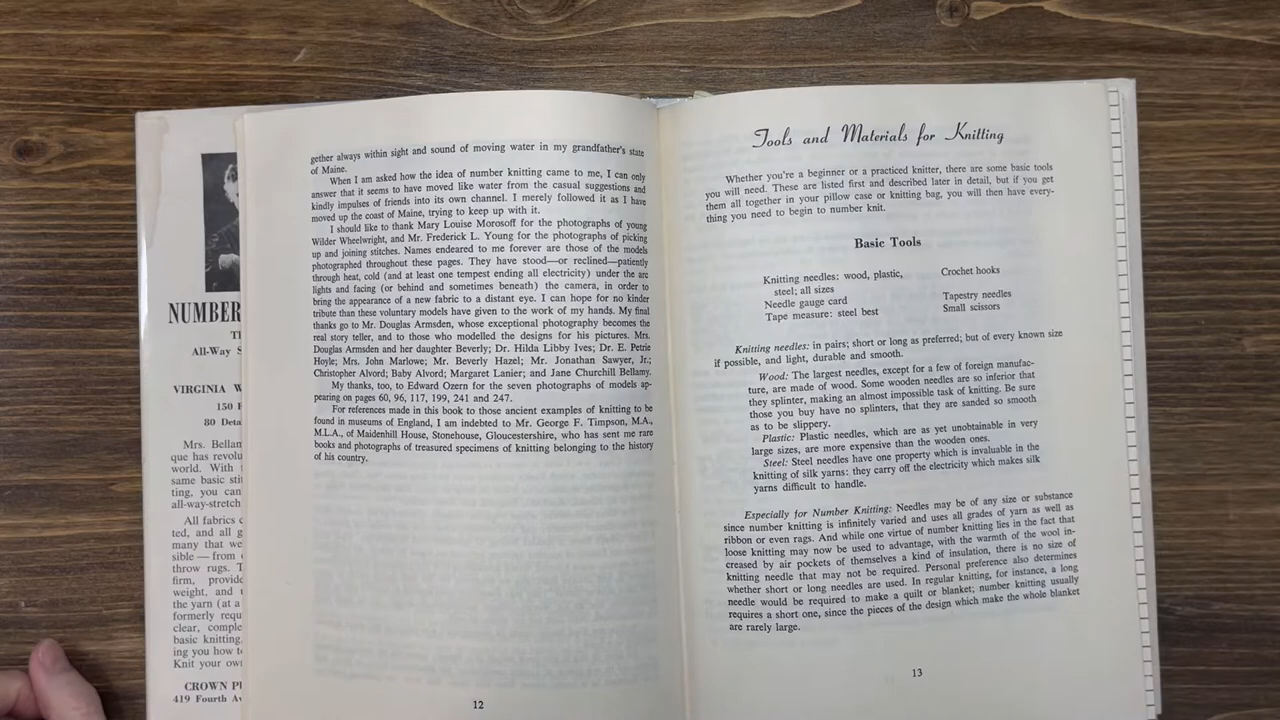 NUMBER
All-Way S
VIRGINIA W
150
80 Deta
Mrs. Bellam
que has revolu
world. With
same basic sti
ting, you can
all-way-stretch
All fabrics
ted, and all g
many that we
sible — from
throw rugs. T
firm, provide
weight, and
the yarn (at a
formerly requ
clear, comple
basic knitting,
ing you how t
Knit your own
CROWN P
419 Fourth Av
gether always within sight and sound of moving water in my grandfather's state
of Maine.
When I am asked how the idea of number knitting came to me, I can only
answer that it seems to have moved like water from the casual suggestions and
kindly impulses of friends into its own channel. I merely followed it as I have
moved up the coast of Maine, trying to keep up with it.
I should like to thank Mary Louise Morosoff for the photographs of young
Wilder Wheelwright, and Mr. Frederick L. Young for the photographs of picking
up and joining stitches. Names endeared to me forever are those of the models
photographed throughout these pages. They have stood—or reclined—patiently
through heat, cold (and at least one tempest ending all electricity) under the arc
lights and facing (or behind and sometimes beneath) the camera, in order to
bring the appearance of a new fabric to a distant eye. I can hope for no kinder
tribute than these voluntary models have given to the work of my hands. My final
thanks go to Mr. Douglas Armsden, whose exceptional photography becomes the
real story teller, and to those who modelled the designs for his pictures. Mrs.
Douglas Armsden and her daughter Beverly; Dr. Hilda Libby Ives; Dr. E. Petrie
Hoyle; Mrs. John Marlowe; Mr. Beverly Hazel; Mr. Jonathan Sawyer, Jr.;
Christopher Alvord; Baby Alvord; Margaret Lanier; and Jane Churchill Bellamy.
My thanks, too, to Edward Ozern for the seven photographs of models ap-
pearing on pages 60, 96, 117, 199, 241 and 247.
For references made in this book to those ancient examples of knitting to be
found in museums of England, I am indebted to Mr. George F. Timpson, M.A.,
M.L.A., of Maidenhill House, Stonehouse, Gloucestershire, who has sent me rare
books and photographs of treasured specimens of knitting belonging to the history
of his country.
12
Tools and Materials for Knitting
Whether you're a beginner or a practiced knitter, there are some basic tools
you will need. These are listed first and described later in detail, but if you get
them all together in your pillow case or knitting bag, you will then have every-
thing you need to begin to number knit.
Basic Tools
Knitting needles: wood, plastic,
steel; all sizes
Needle gauge card
Tape measure: steel best
Crochet hooks
Tapestry needles
Small scissors
Knitting needles: in pairs; short or long as preferred; but of every known size
if possible, and light, durable and smooth.
Wood: The largest needles, except for a few of foreign manufac-
ture, are made of wood. Some wooden needles are so inferior that
they splinter, making an almost impossible task of knitting. Be sure
those you buy have no splinters, that they are sanded so smooth
as to be slippery.
Plastic: Plastic needles, which are as yet unobtainable in very
large sizes, are more expensive than the wooden ones.
Steel: Steel needles have one property which is invaluable in the
knitting of silk yarns: they carry off the electricity which makes silk
yarns difficult to handle.
Especially for Number Knitting: Needles may be of any size or substance
since number knitting is infinitely varied and uses all grades of yarn as well as
ribbon or even rags. And while one virtue of number knitting lies in the fact that
loose knitting may now be used to advantage, with the warmth of the wool in-
creased by air pockets of themselves a kind of insulation, there is no size of
knitting needle that may not be required. Personal preference also determines
whether short or long needles are used. In regular knitting, for instance, a long
needle would be required to make a quilt or blanket; number knitting usually
requires a short one, since the pieces of the design which make the whole blanket
are rarely large.
13